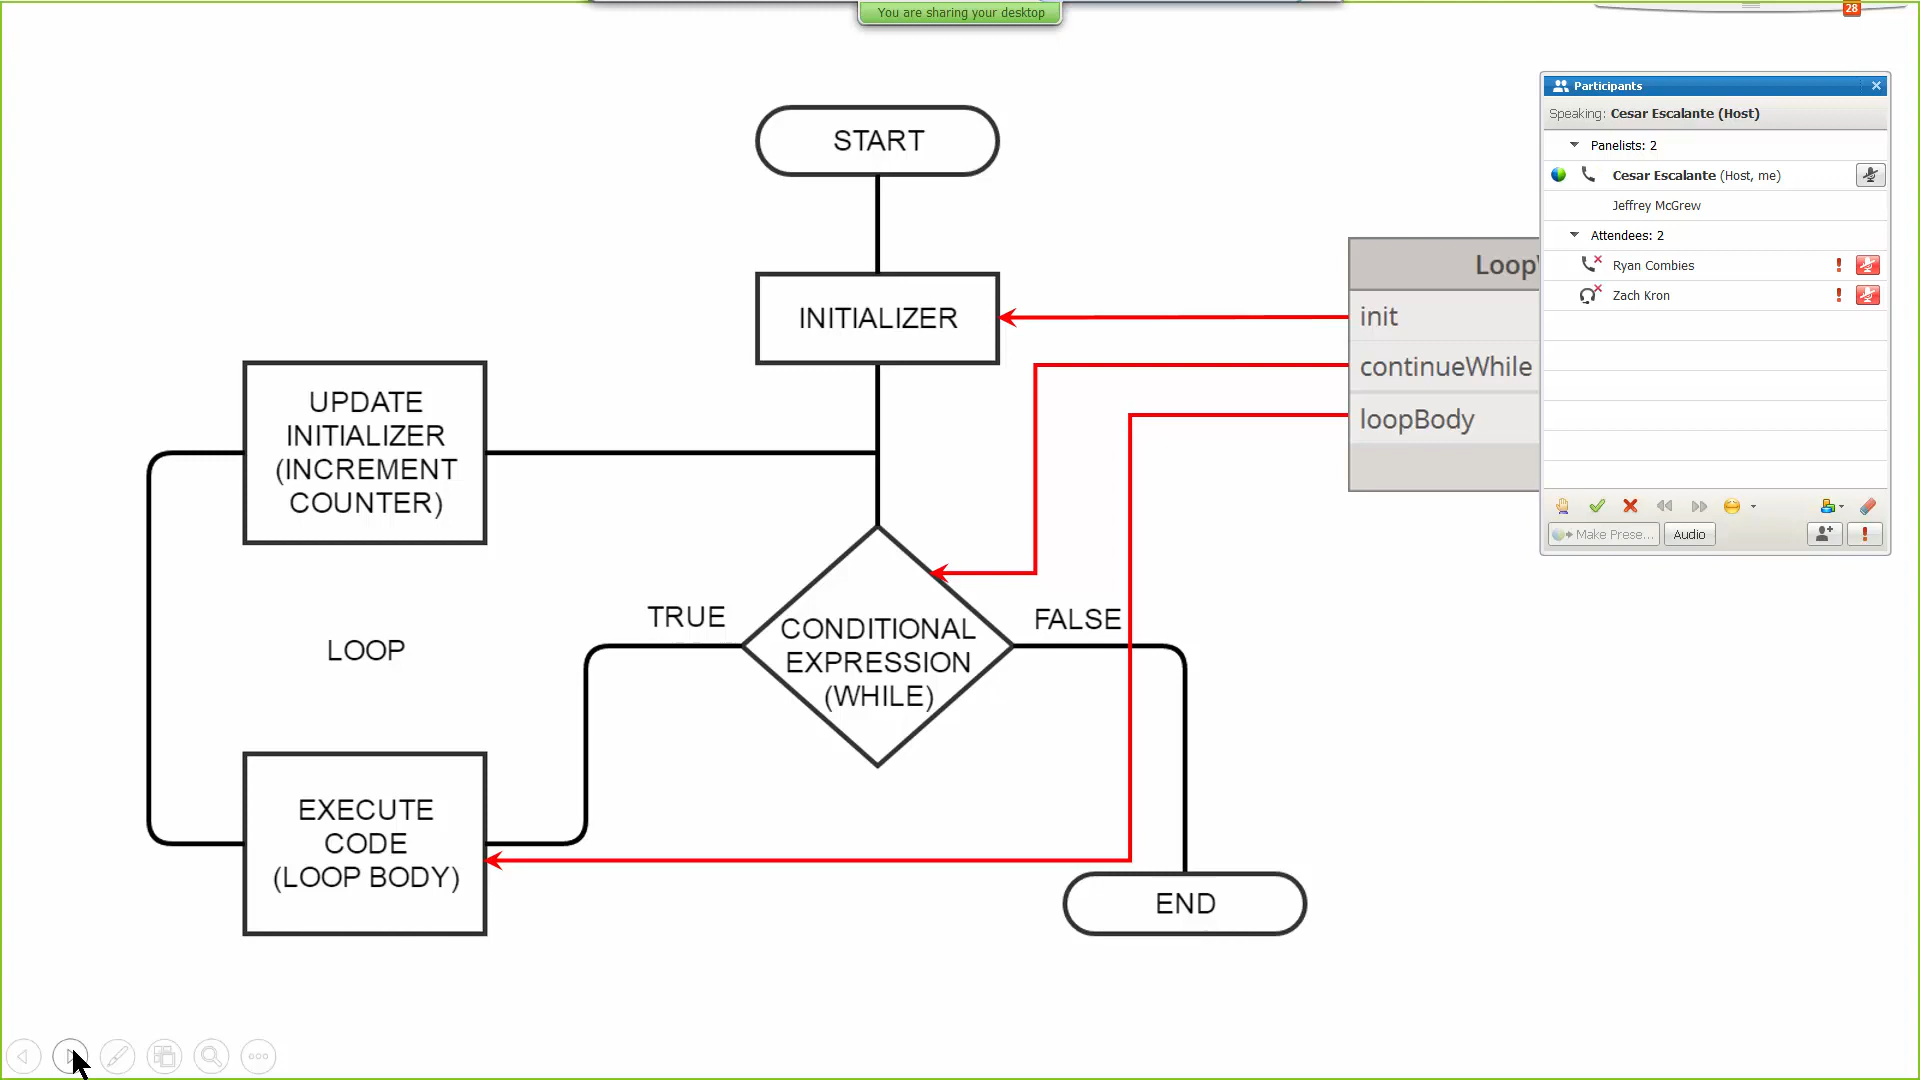 You are sharing your desktop
28
START
INITIALIZER
UPDATE
INITIALIZER
(INCREMENT
COUNTER)
LOOP
TRUE
CONDITIONAL
EXPRESSION
(WHILE)
FALSE
EXECUTE
CODE
(LOOP BODY)
END
init
continueWhile
loopBody
Participants
Speaking: Cesar Escalante (Host)
Panelists: 2
Cesar Escalante (Host, me)
Jeffrey McGrew
Attendees: 2
Ryan Combies
Zach Kron
Make Prese...
Audio